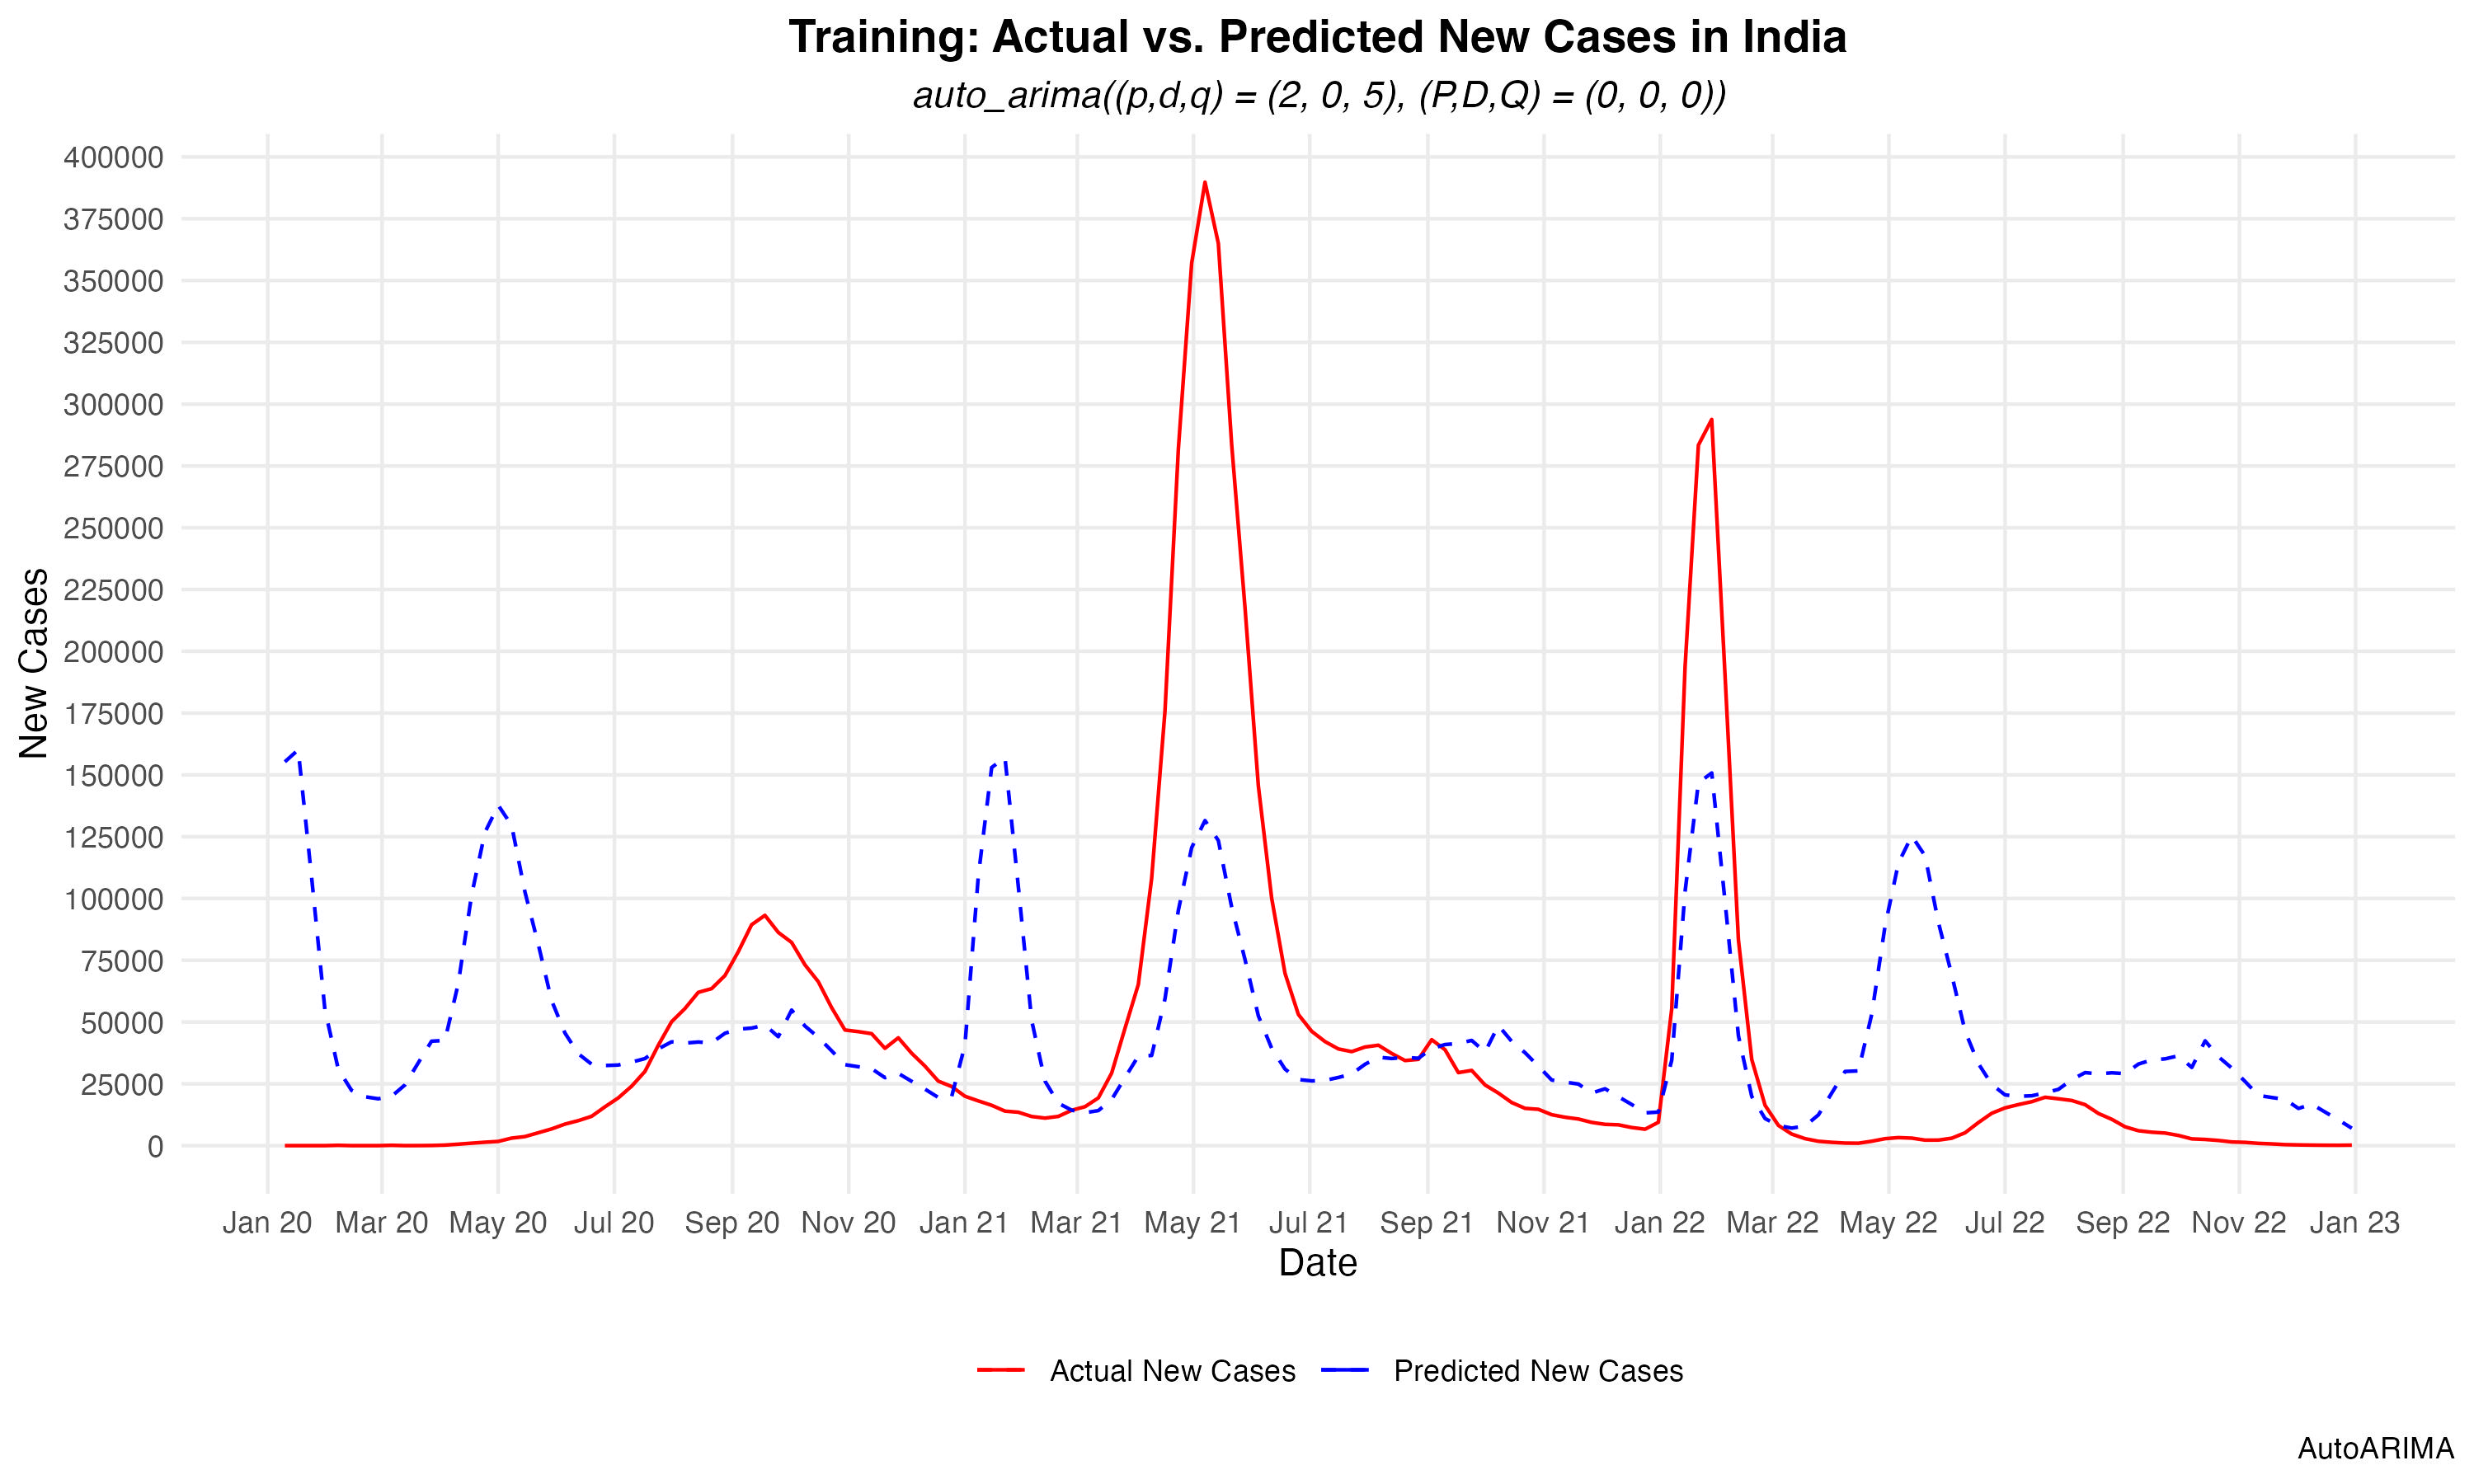 Training: Actual vs. Predicted New Cases in India
auto_arima((p,d,q) = (2, 0, 5), (P,D,Q) = (0, 0, 0))
New Cases
400000
375000
350000
325000
300000
275000
250000
225000
200000
175000
150000
125000
100000
75000
50000
25000
0
Jan 20 Mar 20 May 20 Jul 20 Sep 20 Nov 20 Jan 21 Mar 21 May 21 Jul 21 Sep 21 Nov 21 Jan 22 Mar 22 May 22 Jul 22 Sep 22 Nov 22 Jan 23
Date
Actual New Cases Predicted New Cases
AutoARIMA